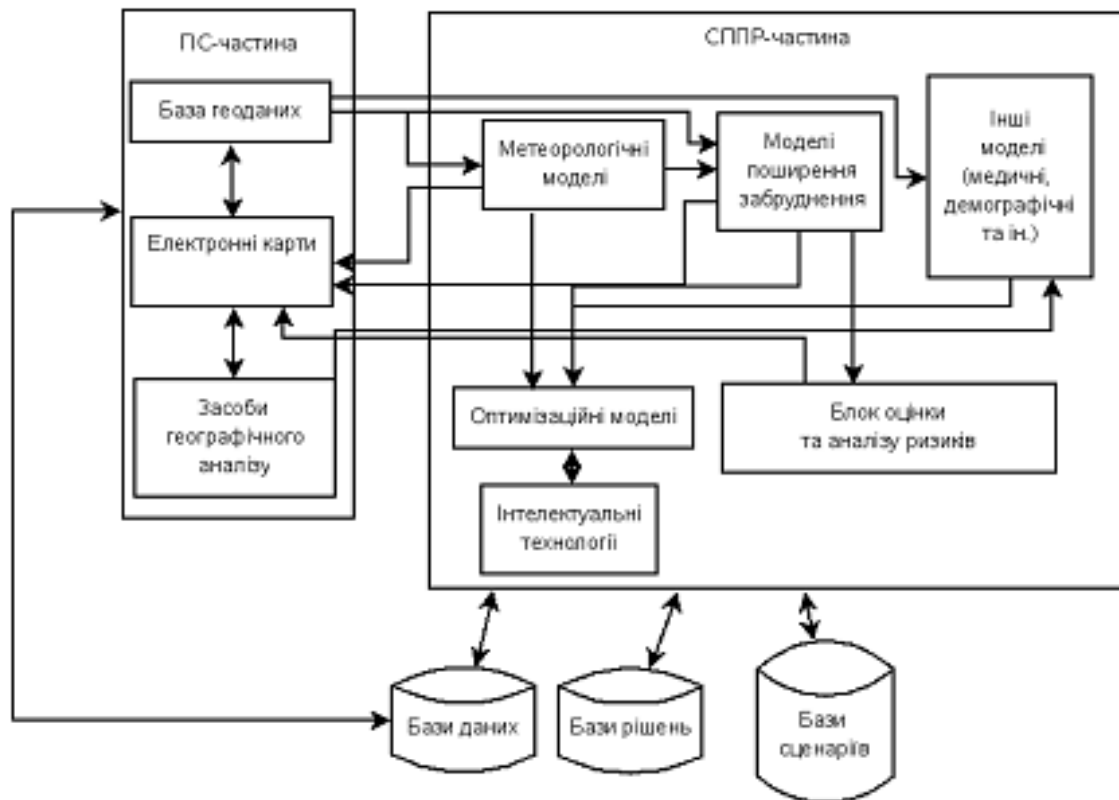 ГІС-частина
СППР-частина
База геоданих
Метеорологічні
моделі
Моделі
поширення
забруднення
Інші
моделі
(медичні,
демографічні
та ін.)
Електронні карти
Засоби
географічного
аналізу
Оптимізаційні моделі
Блок оцінки
та аналізу ризиків
Інтелектуальні
технології
Бази даних
Бази рішень
Бази
сценаріїв